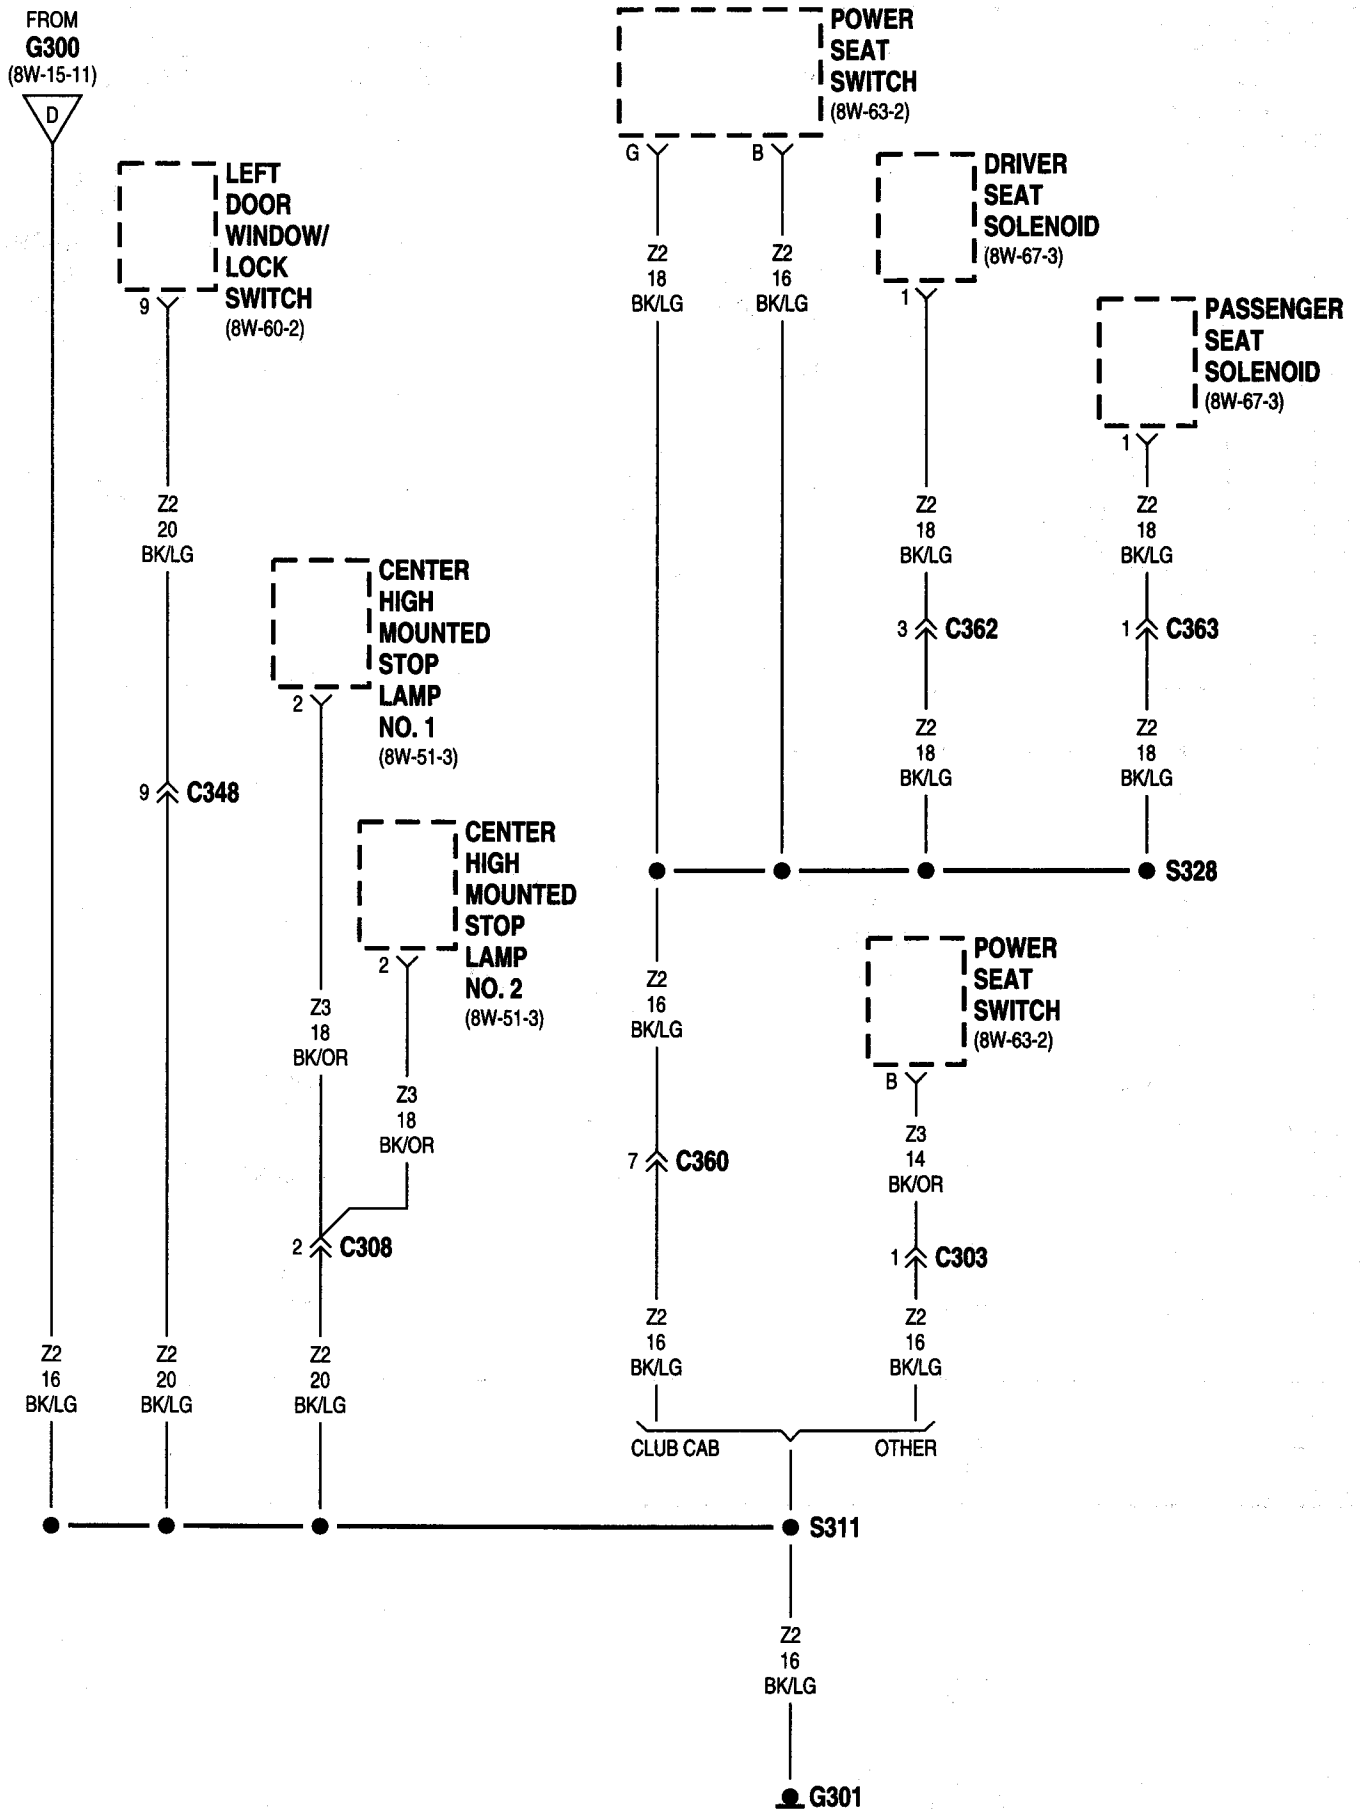 FROM
G300
(8W-15-11)
D
LEFT
DOOR
WINDOW/
LOCK
SWITCH
(8W-60-2)
9
Z2
20
BK/LG
9
C348
Z2
16
BK/LG
Z2
20
BK/LG
CENTER
HIGH
MOUNTED
STOP
LAMP
NO. 1
(8W-51-3)
2
Z3
18
BK/OR
CENTER
HIGH
MOUNTED
STOP
LAMP
NO. 2
(8W-51-3)
2
Z3
18
BK/OR
2
C308
Z2
20
BK/LG
POWER
SEAT
SWITCH
(8W-63-2)
G
B
Z2
18
BK/LG
Z2
16
BK/LG
DRIVER
SEAT
SOLENOID
(8W-67-3)
1
Z2
18
BK/LG
3
C362
Z2
18
BK/LG
PASSENGER
SEAT
SOLENOID
(8W-67-3)
1
Z2
18
BK/LG
1
C363
Z2
18
BK/LG
S328
Z2
16
BK/LG
7
C360
Z2
16
BK/LG
POWER
SEAT
SWITCH
(8W-63-2)
B
Z3
14
BK/OR
1
C303
Z2
16
BK/LG
CLUB CAB
OTHER
S311
Z2
16
BK/LG
G301